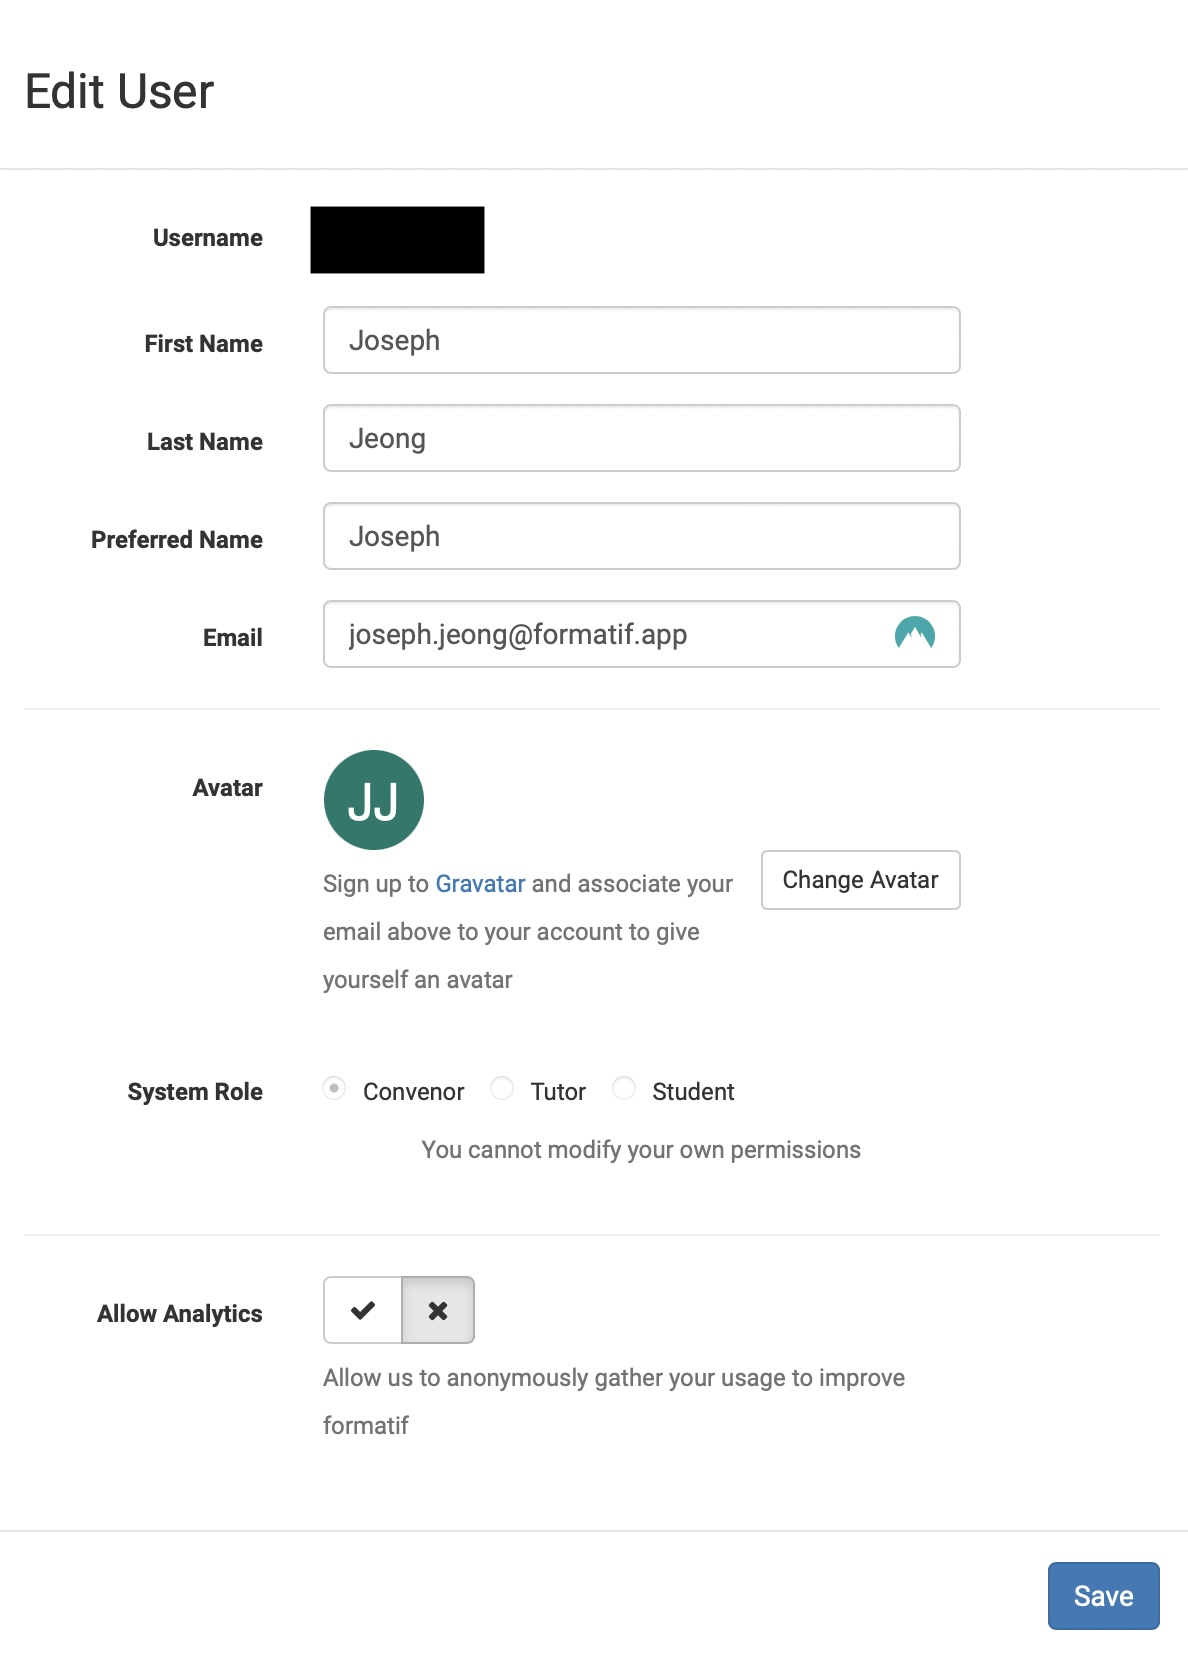 Edit User
Username
First Name Joseph
Last Name Jeong
Preferred Name Joseph
Email joseph.jeong@formatif.app
Avatar JJ
Sign up to Gravatar and associate your
email above to your account to give
yourself an avatar
Change Avatar
System Role Convenor Tutor Student
You cannot modify your own permissions
Allow Analytics
Allow us to anonymously gather your usage to improve
formatif
Save